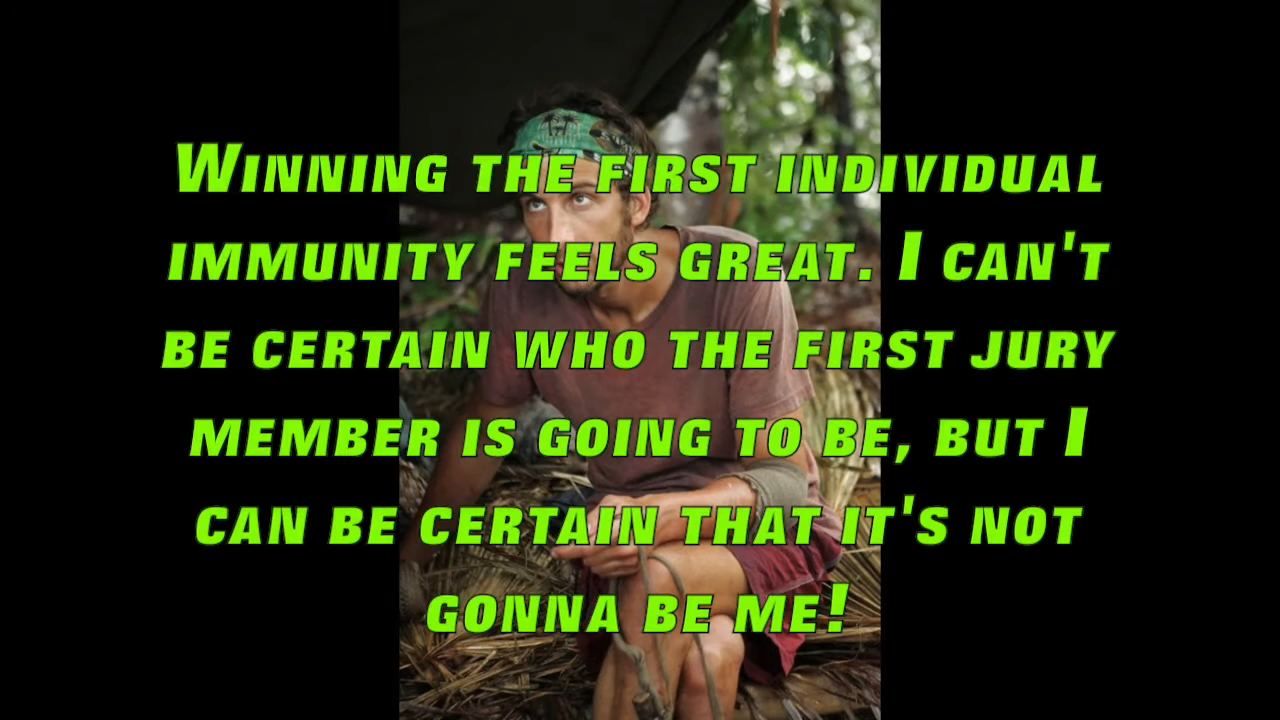 Winning the first individual
immunity feels great. I can't
be certain who the first jury
member is going to be, but I
can be certain that it's not
gonna be me!